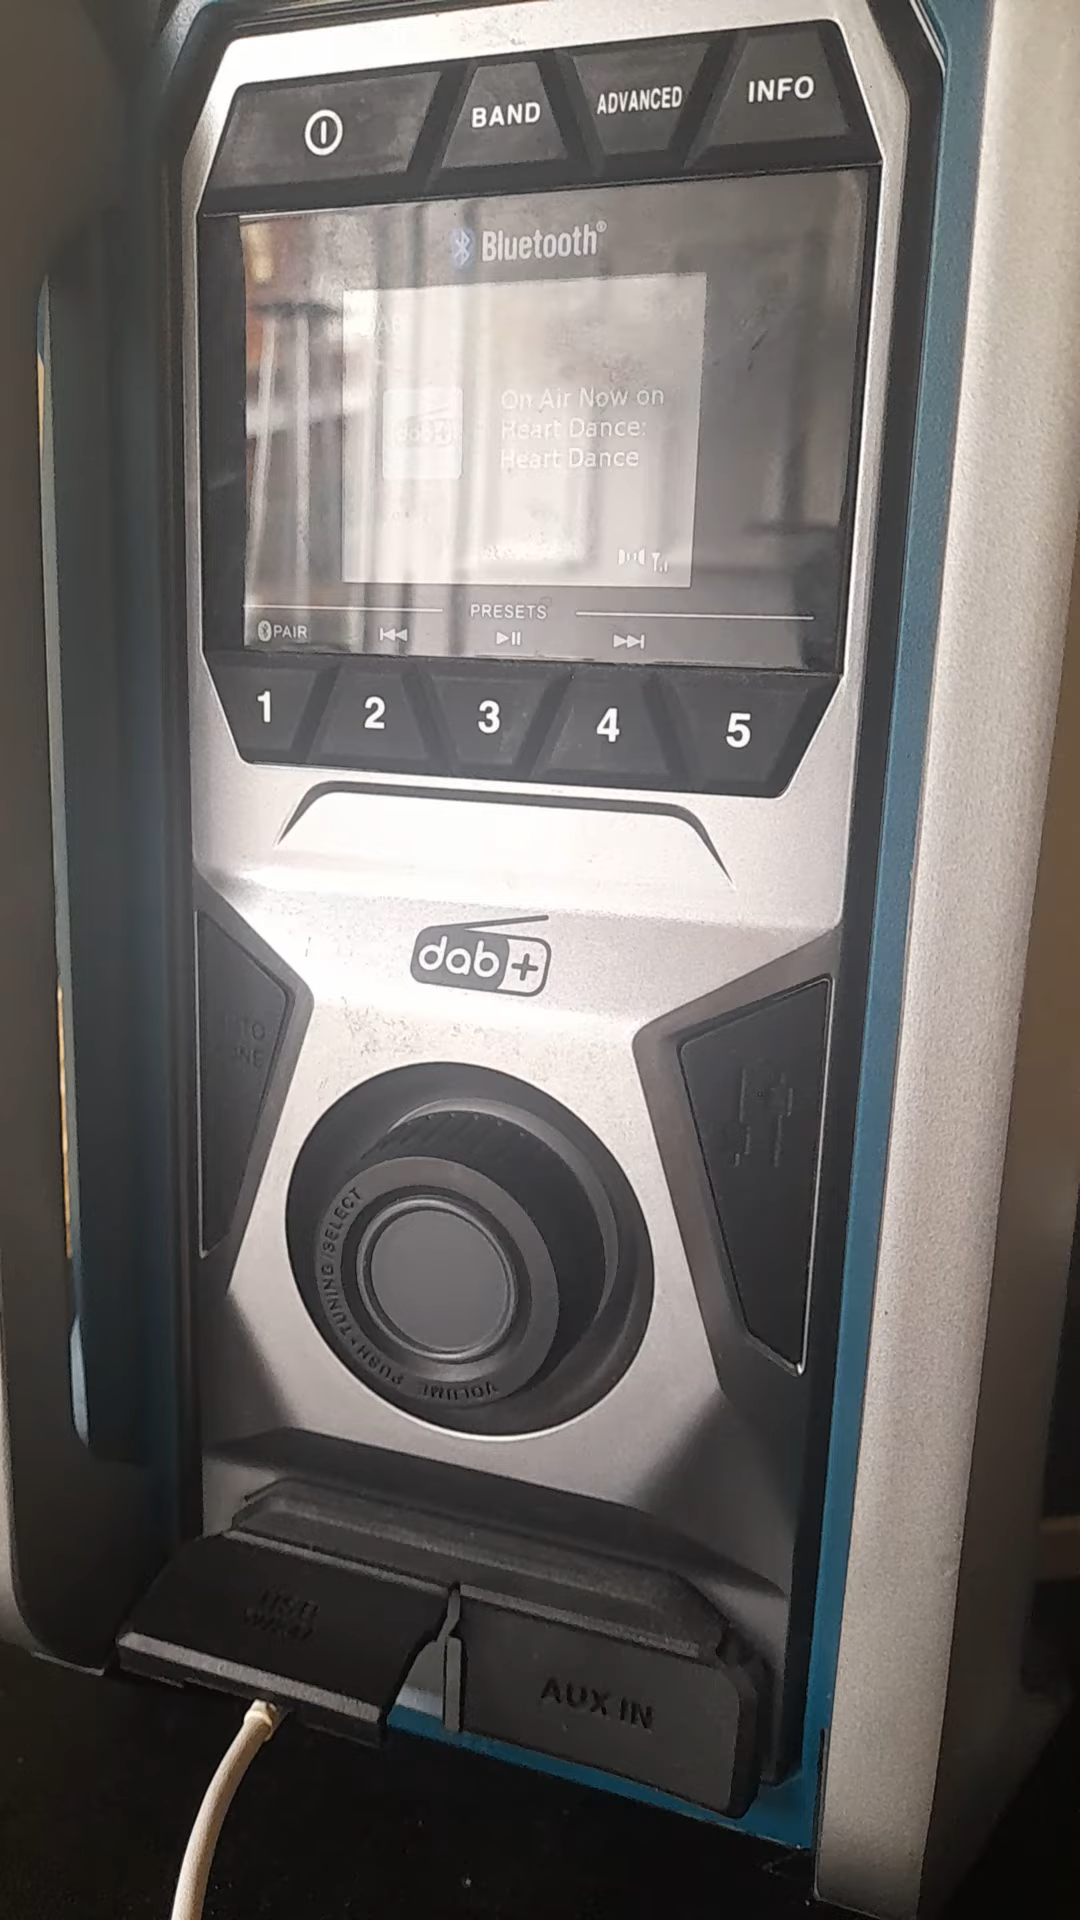 BAND
ADVANCED
INFO
Bluetooth®
On Air Now on
Heart Dance:
Heart Dance
PRESETS
PAIR
1
2
3
4
5
dab+
VOLUME PUSH • TUNING/SELECT
AUX IN